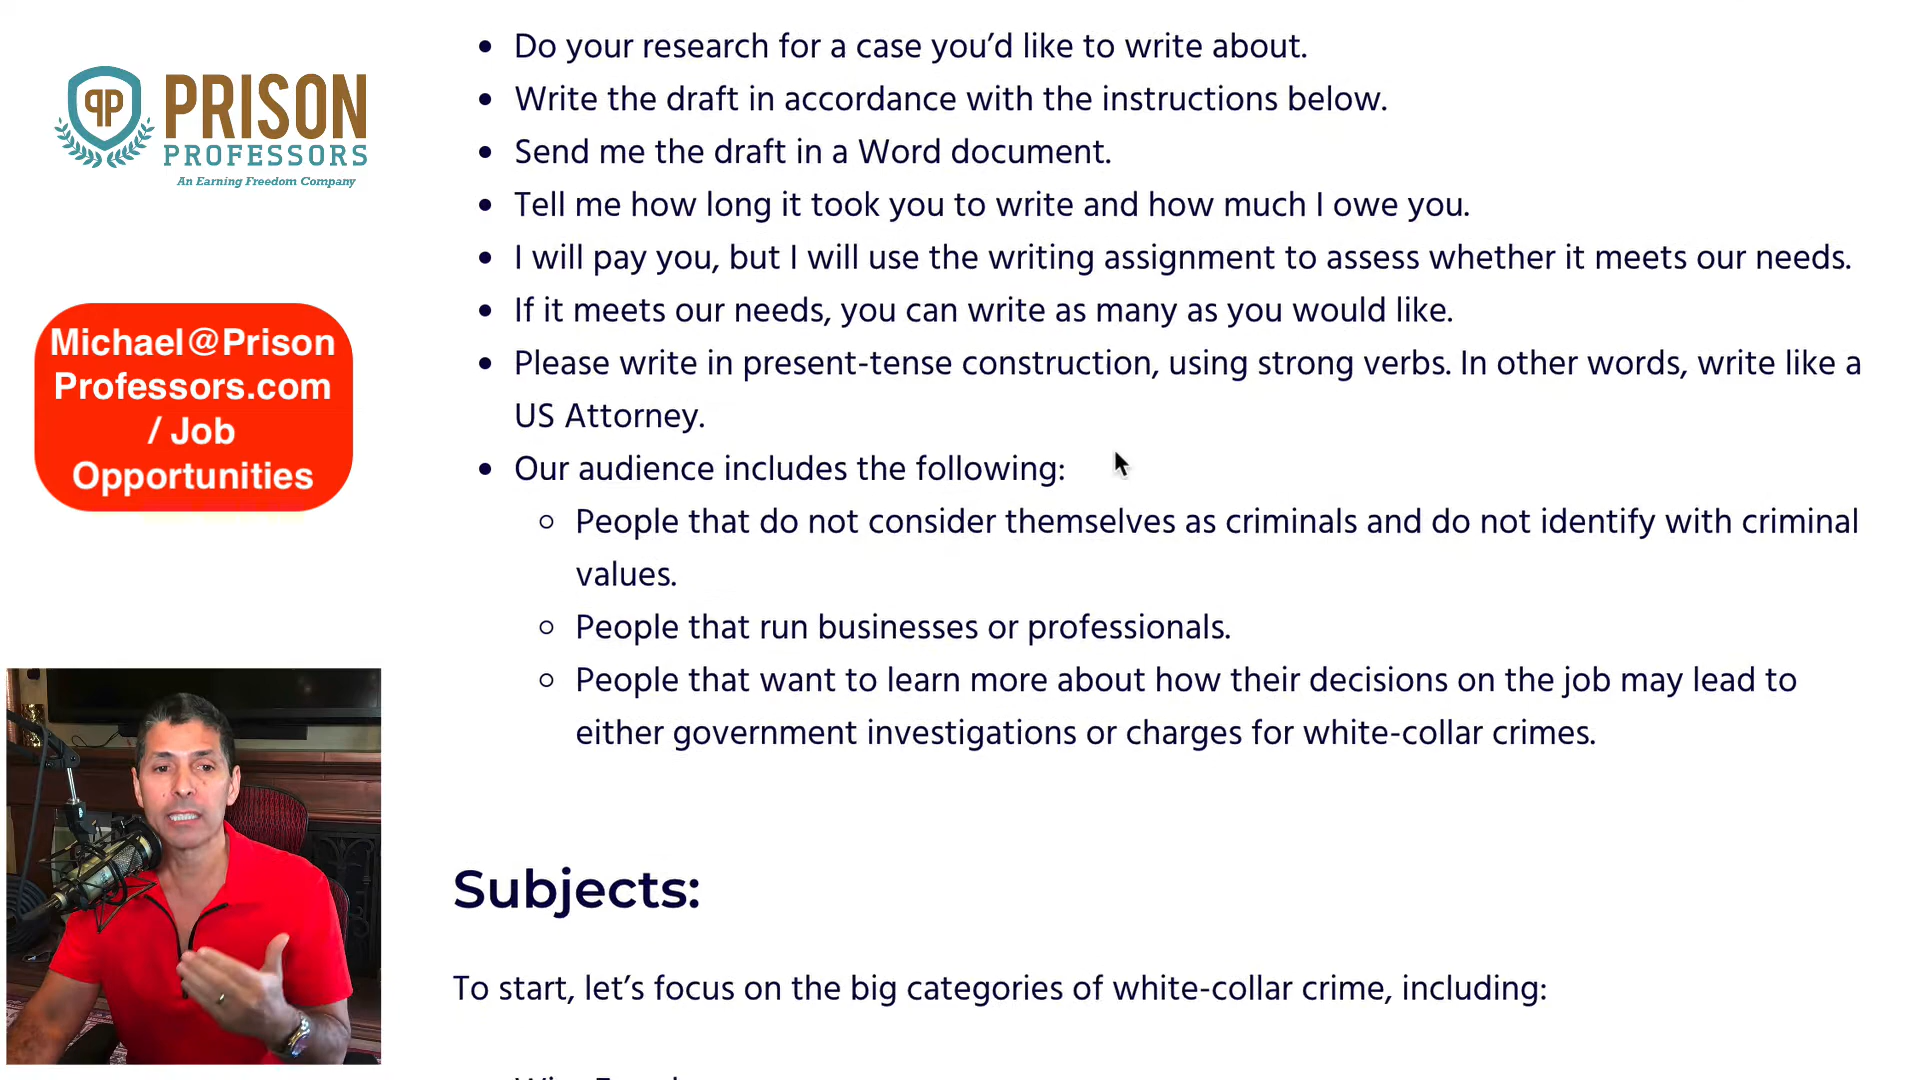 PRISON
PROFESSORS
An Earning Freedom Company
Michael@Prison
Professors.com
/ Job
Opportunities
• Do your research for a case you’d like to write about.
• Write the draft in accordance with the instructions below.
• Send me the draft in a Word document.
• Tell me how long it took you to write and how much I owe you.
• I will pay you, but I will use the writing assignment to assess whether it meets our needs.
• If it meets our needs, you can write as many as you would like.
• Please write in present-tense construction, using strong verbs. In other words, write like a
US Attorney.
• Our audience includes the following:
◦ People that do not consider themselves as criminals and do not identify with criminal
values.
◦ People that run businesses or professionals.
◦ People that want to learn more about how their decisions on the job may lead to
either government investigations or charges for white-collar crimes.
Subjects:
To start, let’s focus on the big categories of white-collar crime, including: